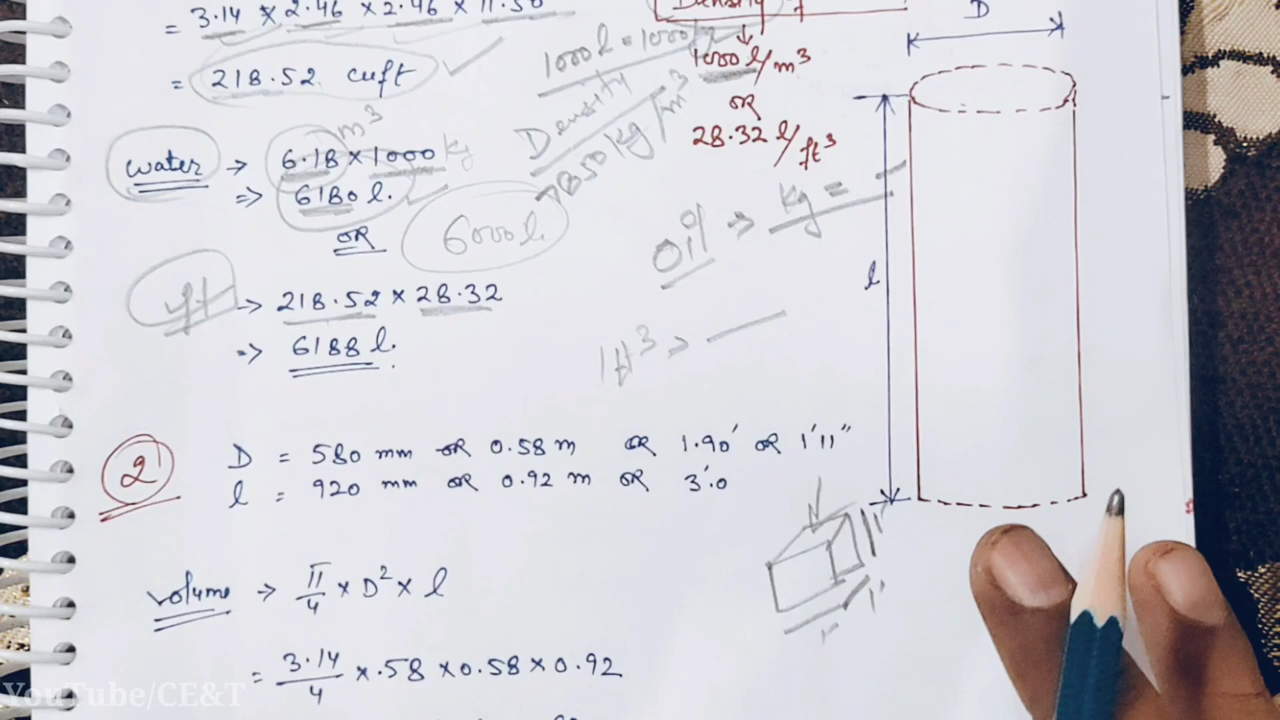 = 3.14 × 2.46 × 2.46 × 11.50
= 218.52 cuft
Density
1000 l = 1000
1000 l/m³
OR
28.32 l/ft³
D
Density
7850 kg/m³
m³
water → 6.18 × 1000 kg
⇒ 6180 l.
OR
6000 l.
Oil ⇒ kg =
→ 218.52 × 28.32
⇒ 6188 l.
1ft³ ⇒
l
2
D = 580 mm OR 0.58 m OR 1.90' OR 1'11"
l = 920 mm OR 0.92 m OR 3'.0
1'
1'
1'
volume → π/4 × D² × l
= 3.14/4 × .58 × 0.58 × 0.92
YouTube/CE&T